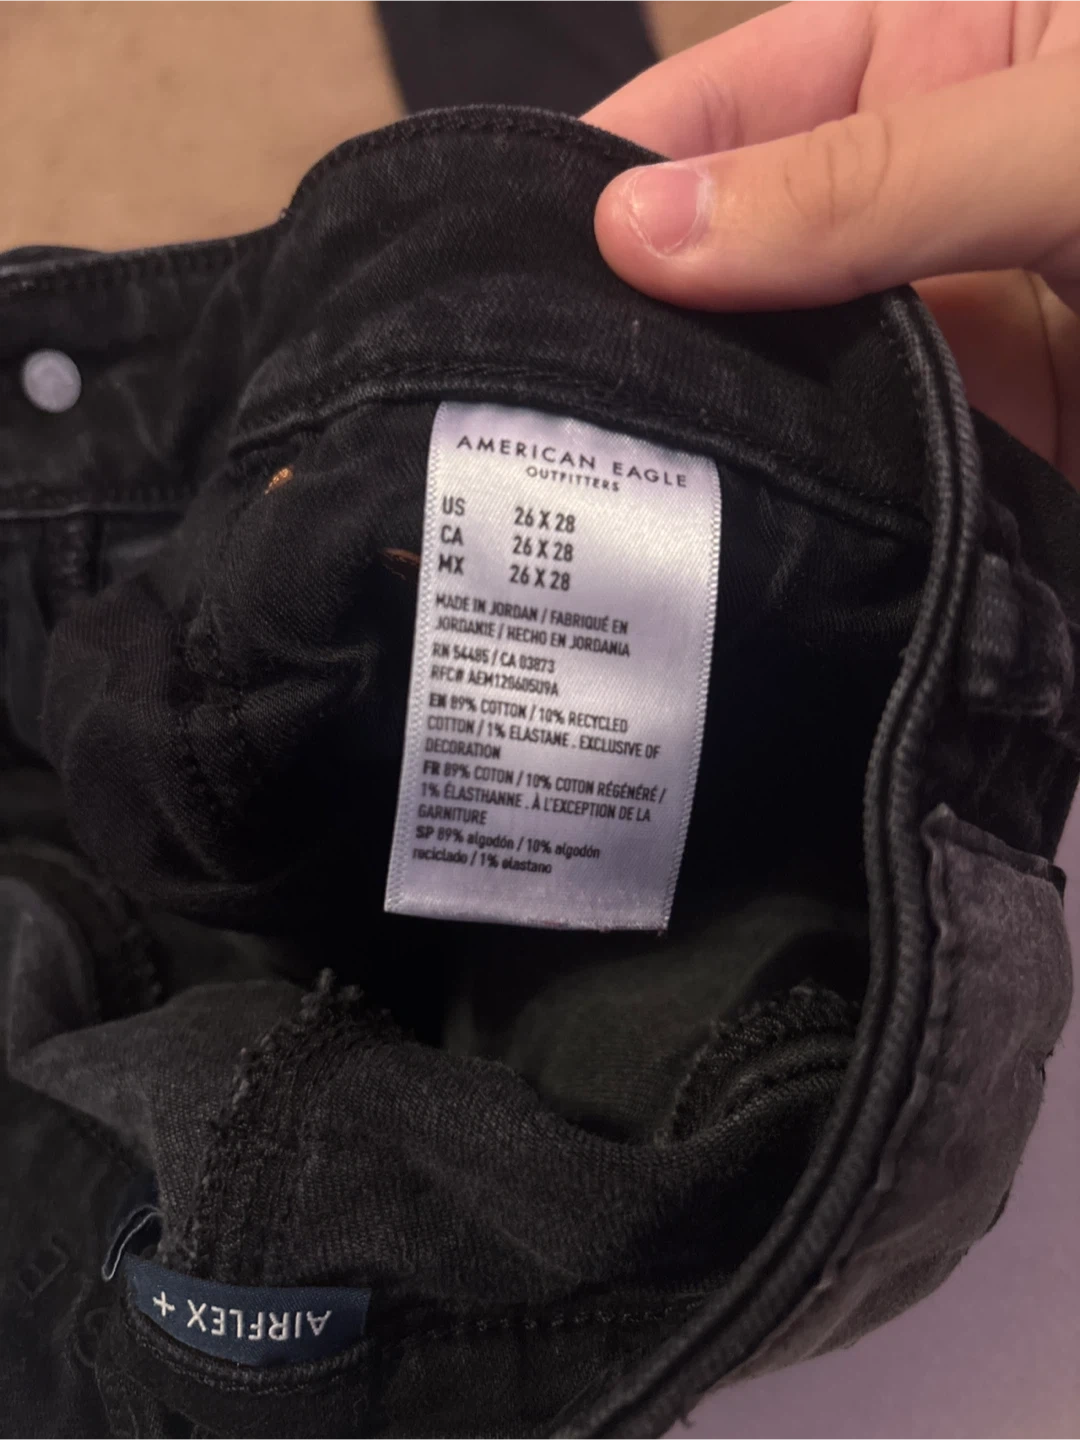 AMERICAN EAGLE
OUTFITTERS
US 26 X 28
CA 26 X 28
MX 26 X 28
MADE IN JORDAN / FABRIQUÉ EN
JORDANIE / HECHO EN JORDANIA
RN 54485 / CA 03873
RFC# AEM120605U9A
EN 89% COTTON / 10% RECYCLED
COTTON / 1% ELASTANE . EXCLUSIVE OF
DECORATION
FR 89% COTON / 10% COTON RÉGÉNÉRÉ /
1% ÉLASTHANNE . À L'EXCEPTION DE LA
GARNITURE
SP 89% algodón / 10% algodón
reciclado / 1% elastano
AIRFLEX +